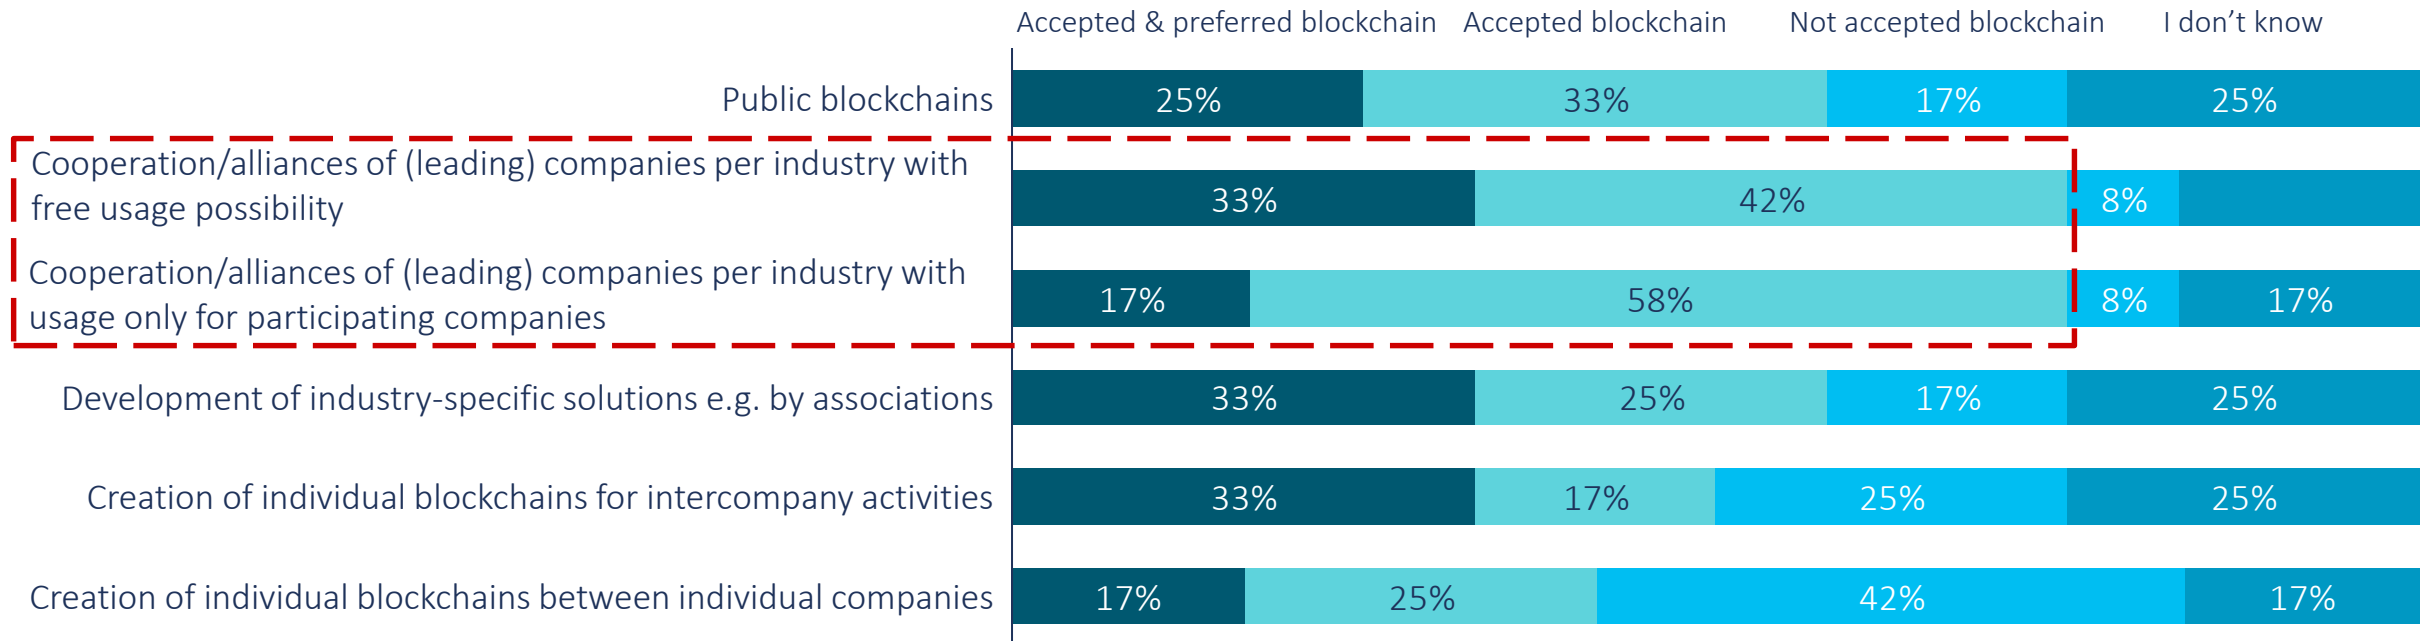 Accepted & preferred blockchain Accepted blockchain Not accepted blockchain I don’t know
Public blockchains 25% 33% 17% 25%
Cooperation/alliances of (leading) companies per industry with
free usage possibility
33% 42% 8%
Cooperation/alliances of (leading) companies per industry with
usage only for participating companies
17% 58% 8% 17%
Development of industry-specific solutions e.g. by associations 33% 25% 17% 25%
Creation of individual blockchains for intercompany activities 33% 17% 25% 25%
Creation of individual blockchains between individual companies 17% 25% 42% 17%